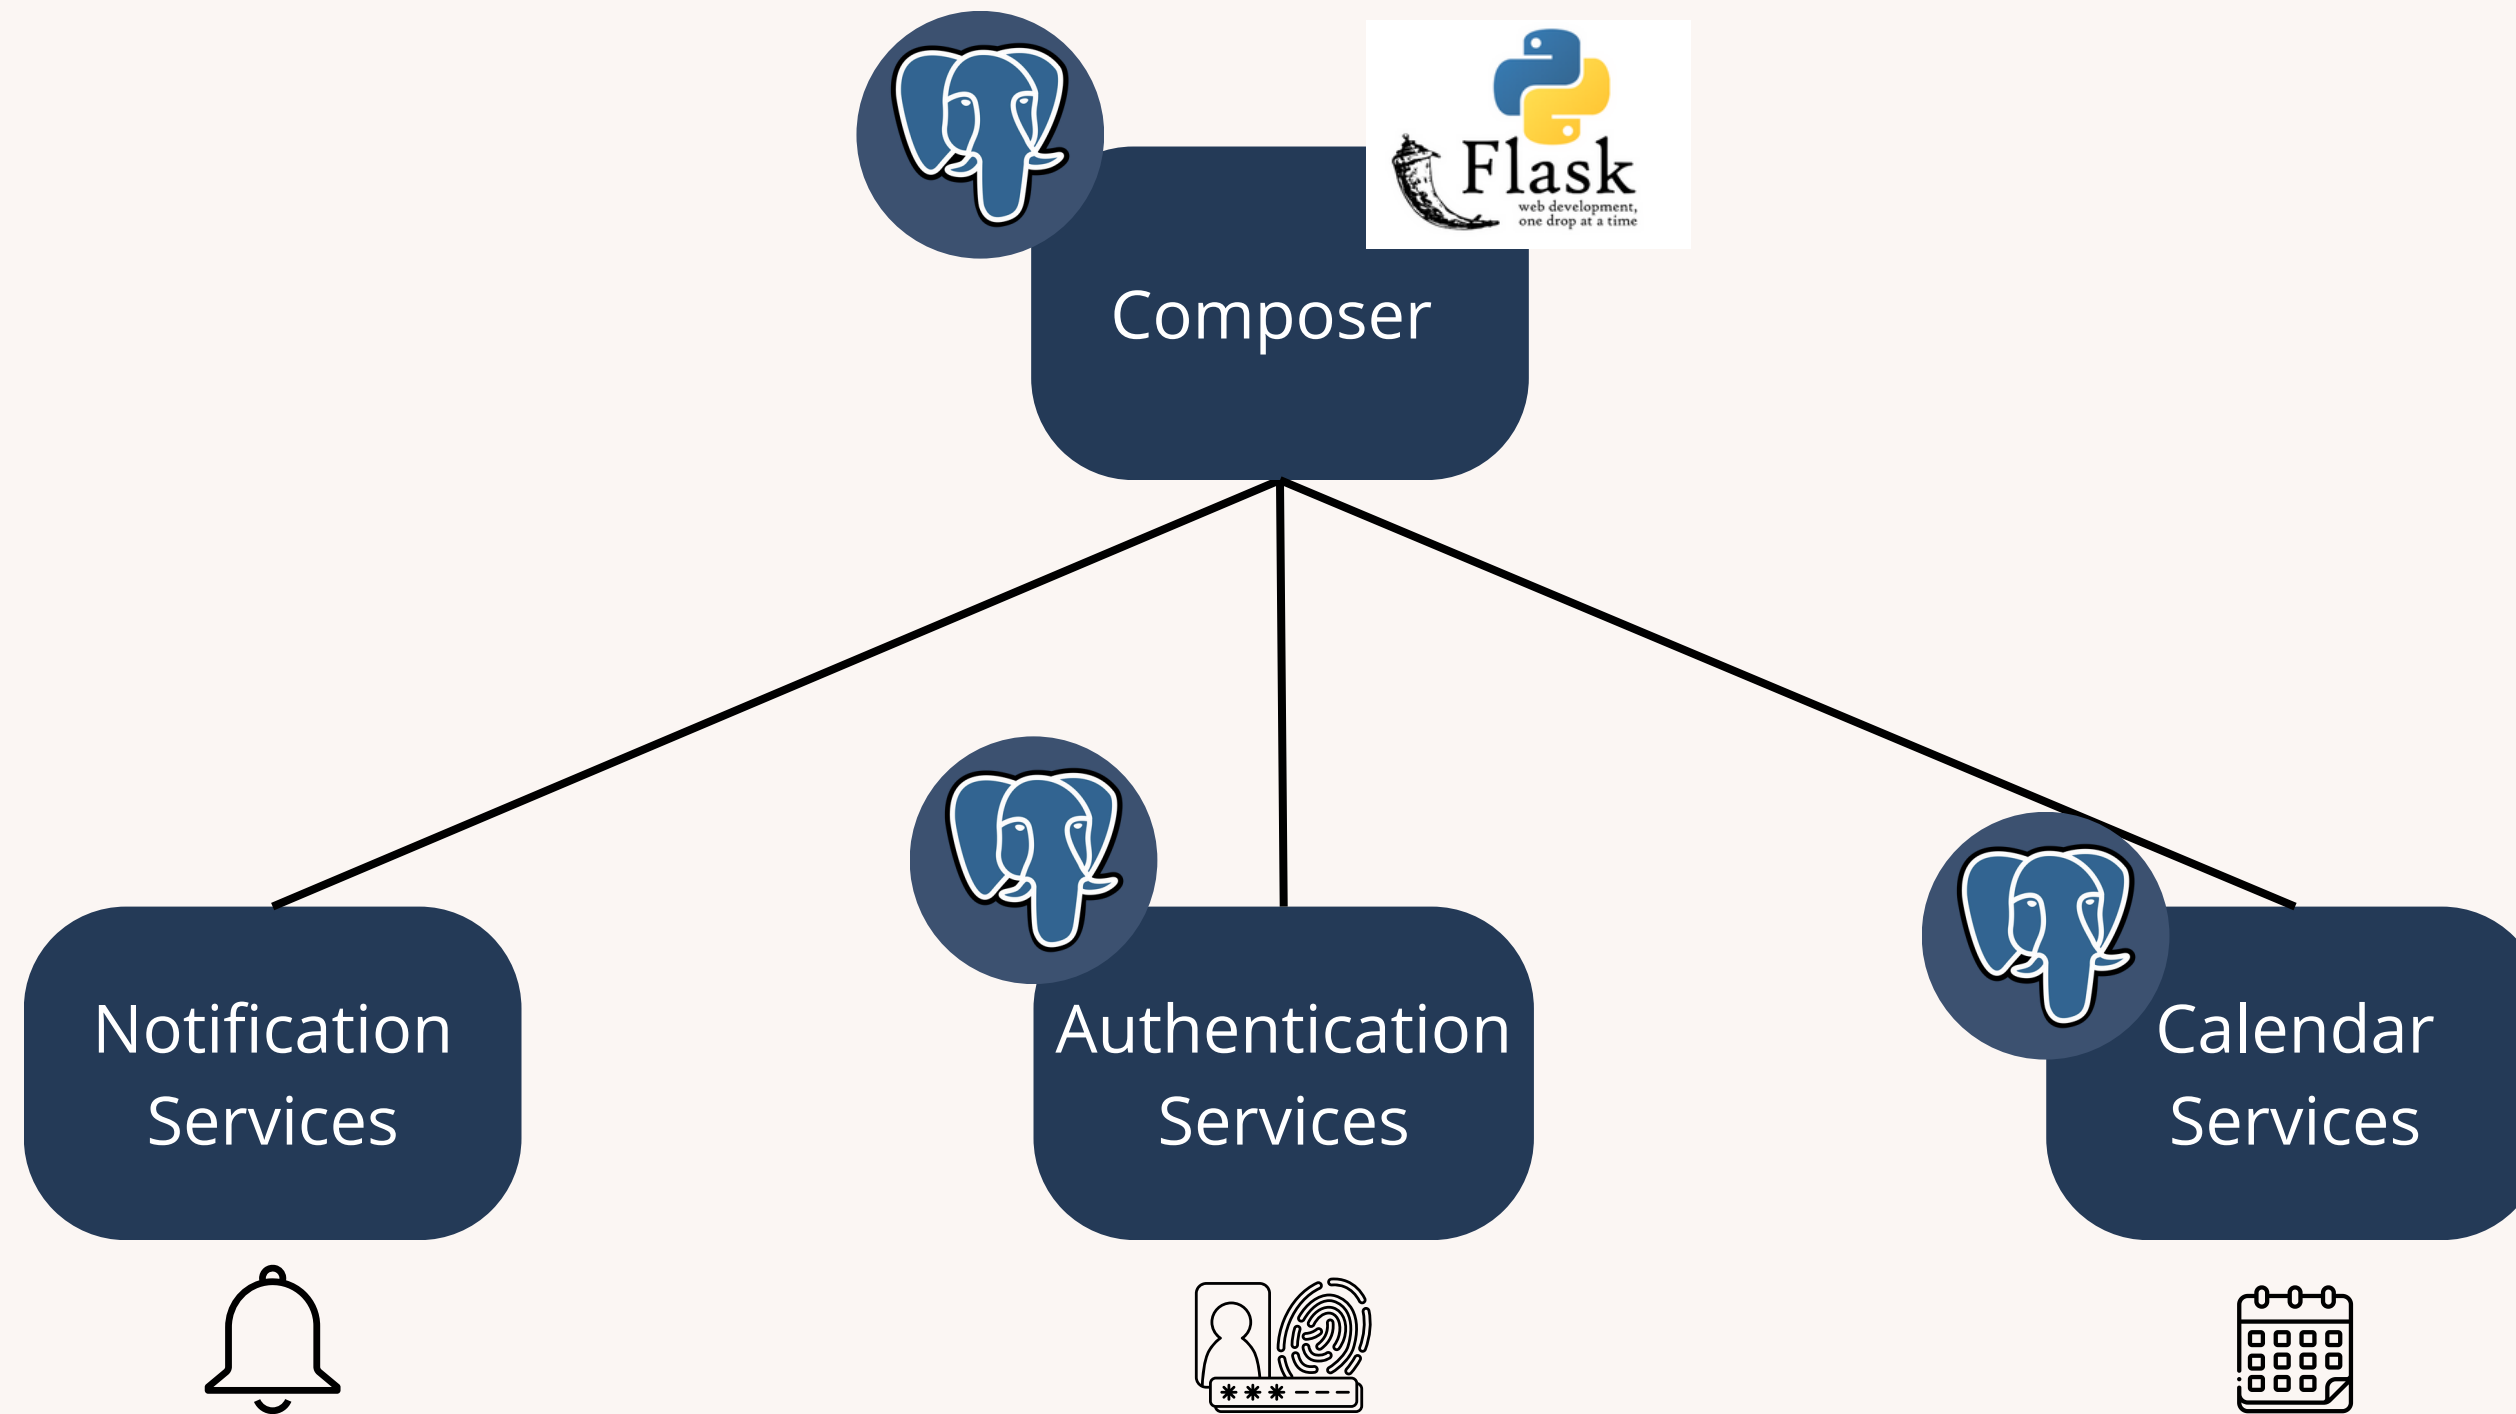 Flask
web development,
one drop at a time
Composer
Notification
Services
Authentication
Services
Calendar
Services